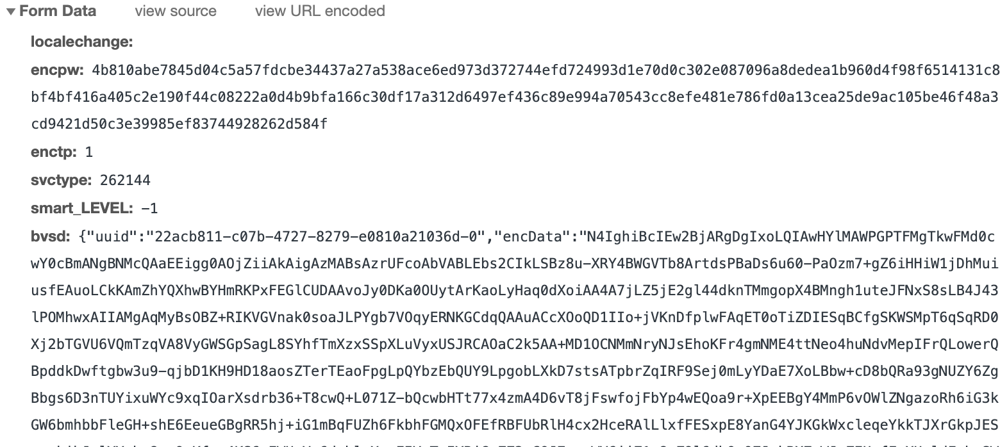 ▼Form Data view source view URL encoded
localechange:
encpw: 4b810abe7845d04c5a57fdcbe34437a27a538ace6ed973d372744efd724993d1e70d0c302e087096a8dedea1b960d4f98f6514131c8
bf4bf416a405c2e190f44c08222a0d4b9bfa166c30df17a312d6497ef436c89e994a70543cc8efe481e786fd0a13cea25de9ac105be46f48a3
cd9421d50c3e39985ef83744928262d584f
enctp: 1
svctype: 262144
smart_LEVEL: -1
bvsd: {"uuid":"22acb811-c07b-4727-8279-e0810a21036d-0","encData":"N4IghiBcIEw2BjARgDgIxoLQIAwHYlMAWPGPTFMgTkwFMd0c
wY0cBmANgBNMcQAaEEigg0AOjZiiAkAigAzMABsAzrUFcoAbVABLEbs2CIkLSBz8u-XRY4BWGVTb8ArtdsPBaDs6u60-PaOzm7+gZ6iHHiW1jDhMui
usfEAuoLCkKAmZhYQXhwBYHmRKPxFEGlCUDAAvoJy0DKa0OUytArKaoLyHaq0dXoiAA4A7jLZ5jE2gl44dknTMmgopX4BMngh1uteJFNxS8sLB4J43
lPOMhwxAIIAMgAqMyBsOBZ+RIKVGVnak0soaJLPYgb7VOqyERNKGCdqQAAuACcXOoQD1IIo+jVKnDfplwFAqET0oTiZDIESqBCfgSKWSMpT6qSqRD0
Xj2bTGVU6VQmTzqVA8VyGWSGpSagL8SYhfTmXzxSSpXLuVyxUSJRCAOaC2k5AA+MD1OCNMmNryNJsEhoKFr4gmNME4ttNeo4huNdvMepIFrQLowerQ
BpddkDwftgbw3u9-qjbD1KH9HD18aosZTerTEaoFpgLpQYbzEbQUY9LpgobLXkD7stsATpbrZqIRF9Sej0mLyYDaE7XoLBbw+cD8bQRa93gNUZY6Zg
Bbgs6D3nTUYixuWYc9xqIOarXsdrb36+T8cwQ+L071Z-bQcwbHTt77x4zmA4D6vT8jFswfojFbYp4wEQoa9r+XpEEBgY4MmP6vOWlZNgazoRh6iG3k
GW6bmhbbFleGH+shE6EeueGBgRR5hj+iG1mBqFUZh6FkbhFGMQxOFEfRBFUbRlH4cx2HceRAlLlxfFESxpE8YanG4YJKGkWxcleqeYkkTJXrGkpJES